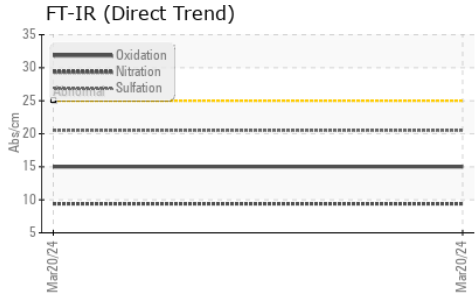 FT-IR (Direct Trend)
35
30
25
20
15
10
5
Abs/cm
Oxidation
Nitration
Sulfation
Abnormal
Mar20/24
Mar20/24